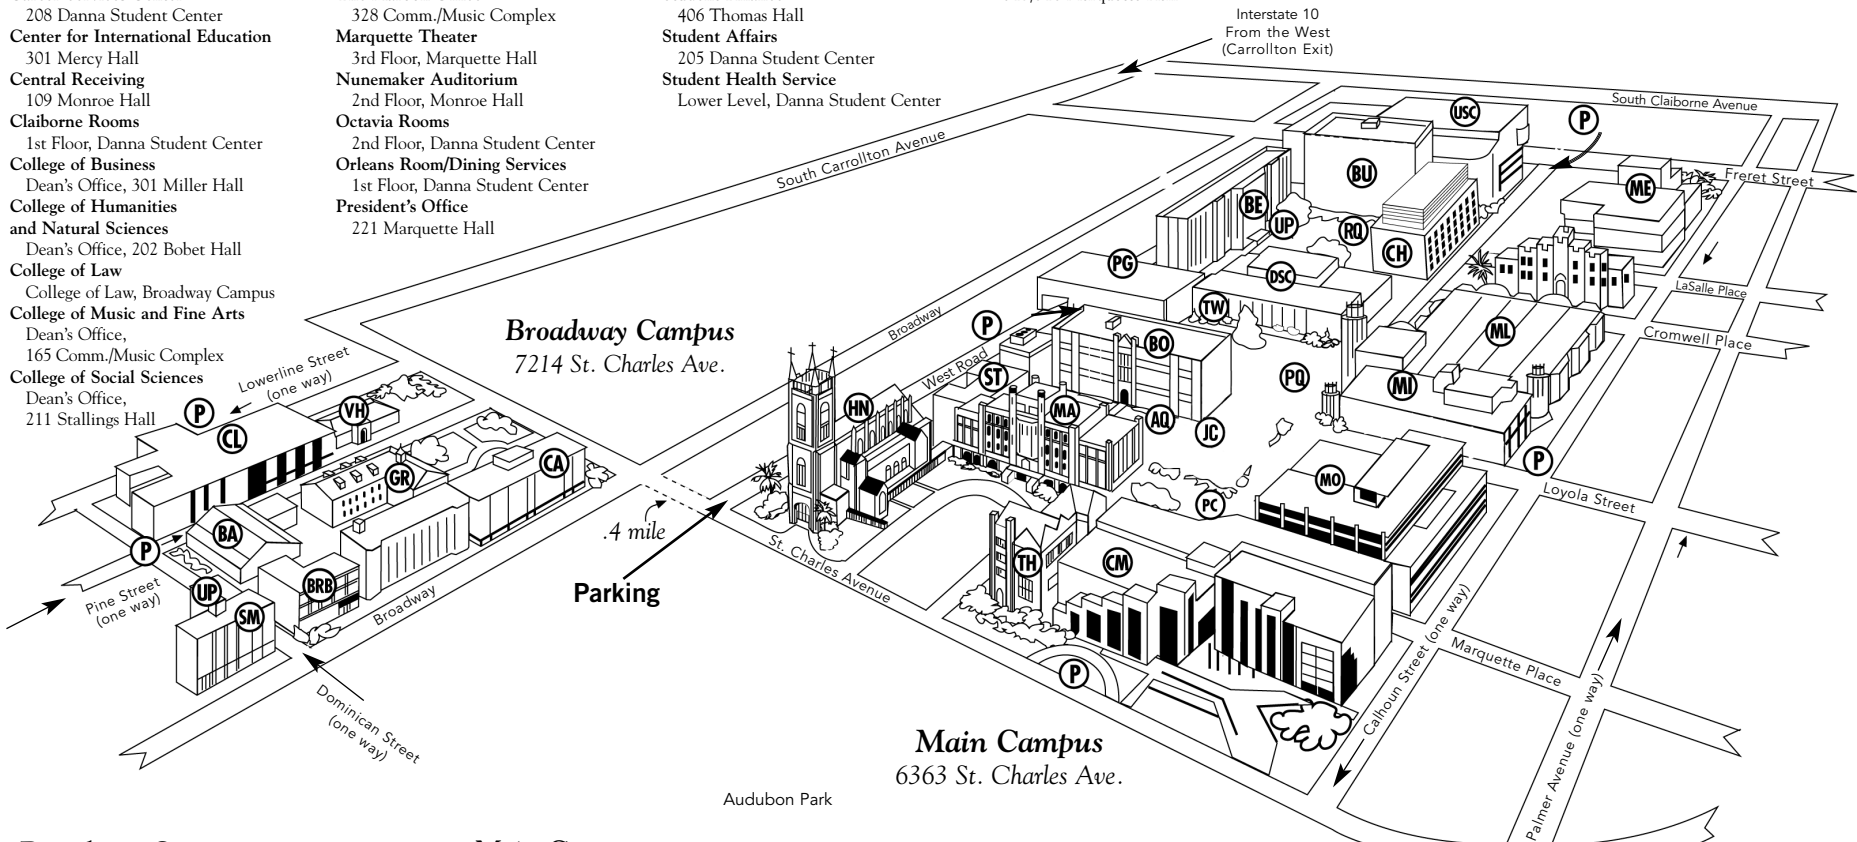 208 Danna Student Center
Center for International Education
301 Mercy Hall
Central Receiving
109 Monroe Hall
Claiborne Rooms
1st Floor, Danna Student Center
College of Business
Dean's Office, 301 Miller Hall
College of Humanities
and Natural Sciences
Dean's Office, 202 Bobet Hall
College of Law
College of Law, Broadway Campus
College of Music and Fine Arts
Dean's Office,
165 Comm./Music Complex
College of Social Sciences
Dean's Office,
211 Stallings Hall
328 Comm./Music Complex
Marquette Theater
3rd Floor, Marquette Hall
Nunemaker Auditorium
2nd Floor, Monroe Hall
Octavia Rooms
2nd Floor, Danna Student Center
Orleans Room/Dining Services
1st Floor, Danna Student Center
President's Office
221 Marquette Hall
406 Thomas Hall
Student Affairs
205 Danna Student Center
Student Health Service
Lower Level, Danna Student Center
Interstate 10
From the West
(Carrollton Exit)
South Claiborne Avenue
South Carrollton Avenue
Freret Street
LaSalle Place
Cromwell Place
Loyola Street
Marquette Place
Calhoun Street (one way)
Palmer Avenue (one way)
Broadway
West Road
St. Charles Avenue
USC
P
BU
ME
BE
UP
RQ
CH
PG
DSC
TW
P
BO
ML
ST
PQ
MI
HN
MA
AQ
JC
P
MO
PC
TH
CM
P
Broadway Campus
7214 St. Charles Ave.
Lowerline Street
(one way)
P
VH
CL
GR
CA
BA
P
BRB
UP
SM
Pine Street
(one way)
Broadway
Dominican Street
(one way)
.4 mile
Parking
Main Campus
6363 St. Charles Ave.
Audubon Park